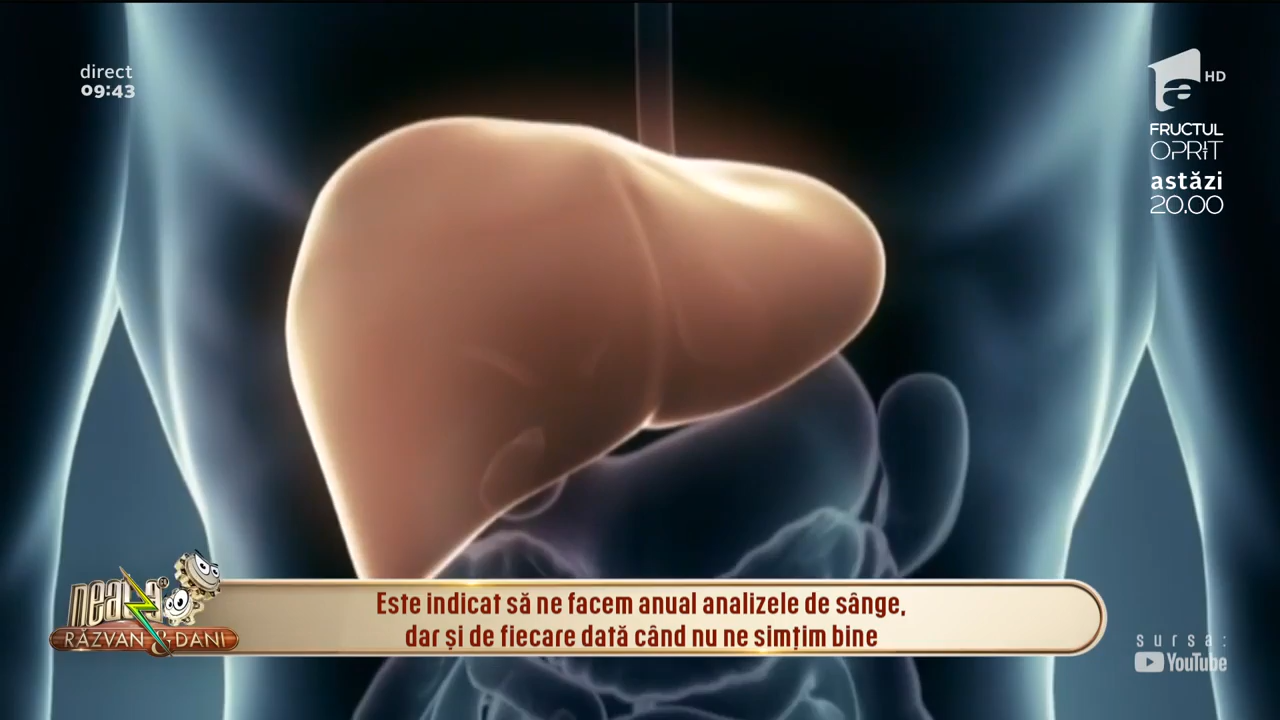 direct
09:43
HD
FRUCTUL
OPRIT
astăzi
20.00
neatza
RĂZVAN & DANI
Este indicat să ne facem anual analizele de sânge,
dar și de fiecare dată când nu ne simțim bine
sursa:
YouTube